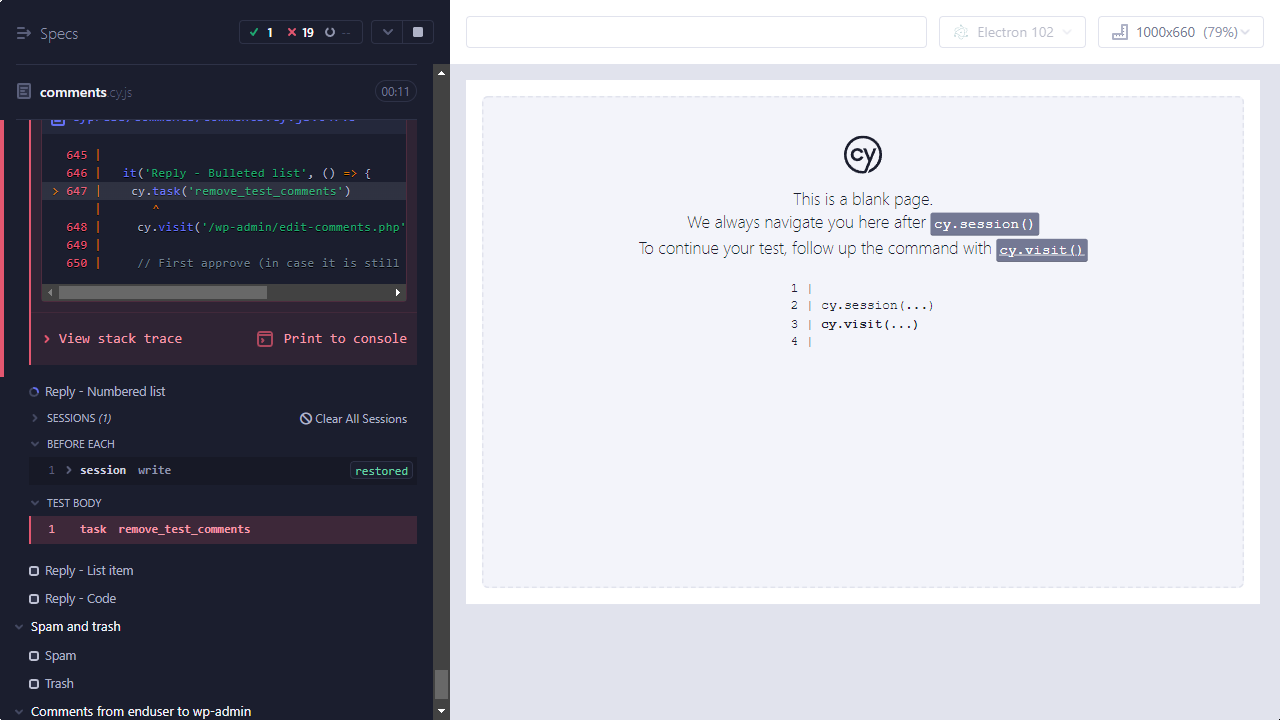 Specs
1 19 --
comments.cy.js
00:11
645 |
646 | it('Reply - Bulleted list', () => {
> 647 | cy.task('remove_test_comments')
| ^
648 | cy.visit('/wp-admin/edit-comments.php'
649 |
650 | // First approve (in case it is still
View stack trace
Print to console
Reply - Numbered list
SESSIONS (1)
Clear All Sessions
BEFORE EACH
1 session write restored
TEST BODY
1 task remove_test_comments
Reply - List item
Reply - Code
Spam and trash
Spam
Trash
Comments from enduser to wp-admin
Electron 102
1000x660 (79%)
cy
This is a blank page.
We always navigate you here after cy.session()
To continue your test, follow up the command with cy.visit()
1 |
2 | cy.session(...)
3 | cy.visit(...)
4 |